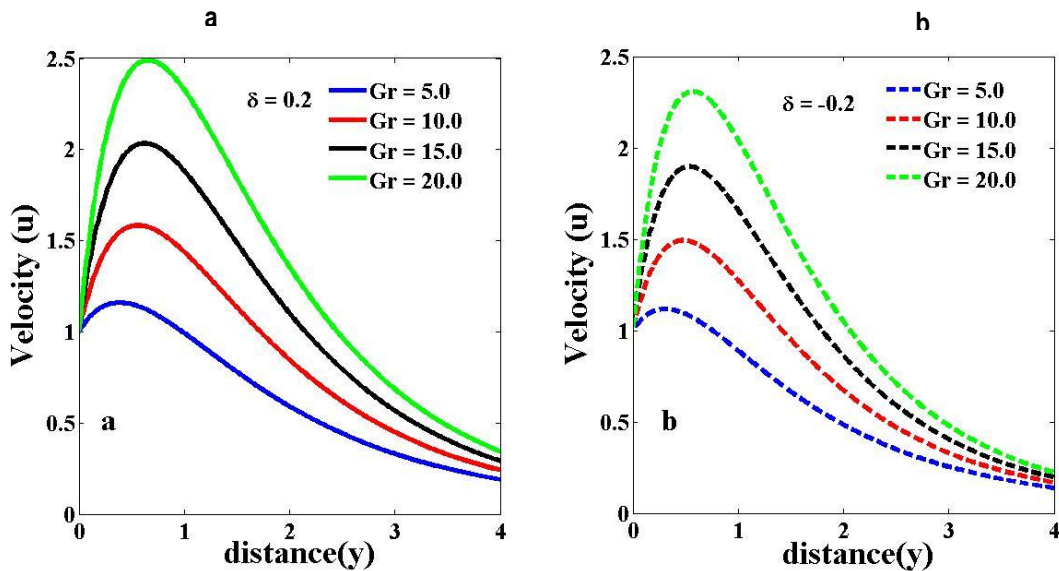 a
2.5
2
1.5
1
0.5
0
0
1
2
3
4
Velocity (u)
distance(y)
δ = 0.2
Gr = 5.0
Gr = 10.0
Gr = 15.0
Gr = 20.0
a
b
2.5
2
1.5
1
0.5
0
0
1
2
3
4
Velocity (u)
distance(y)
δ = -0.2
Gr = 5.0
Gr = 10.0
Gr = 15.0
Gr = 20.0
b